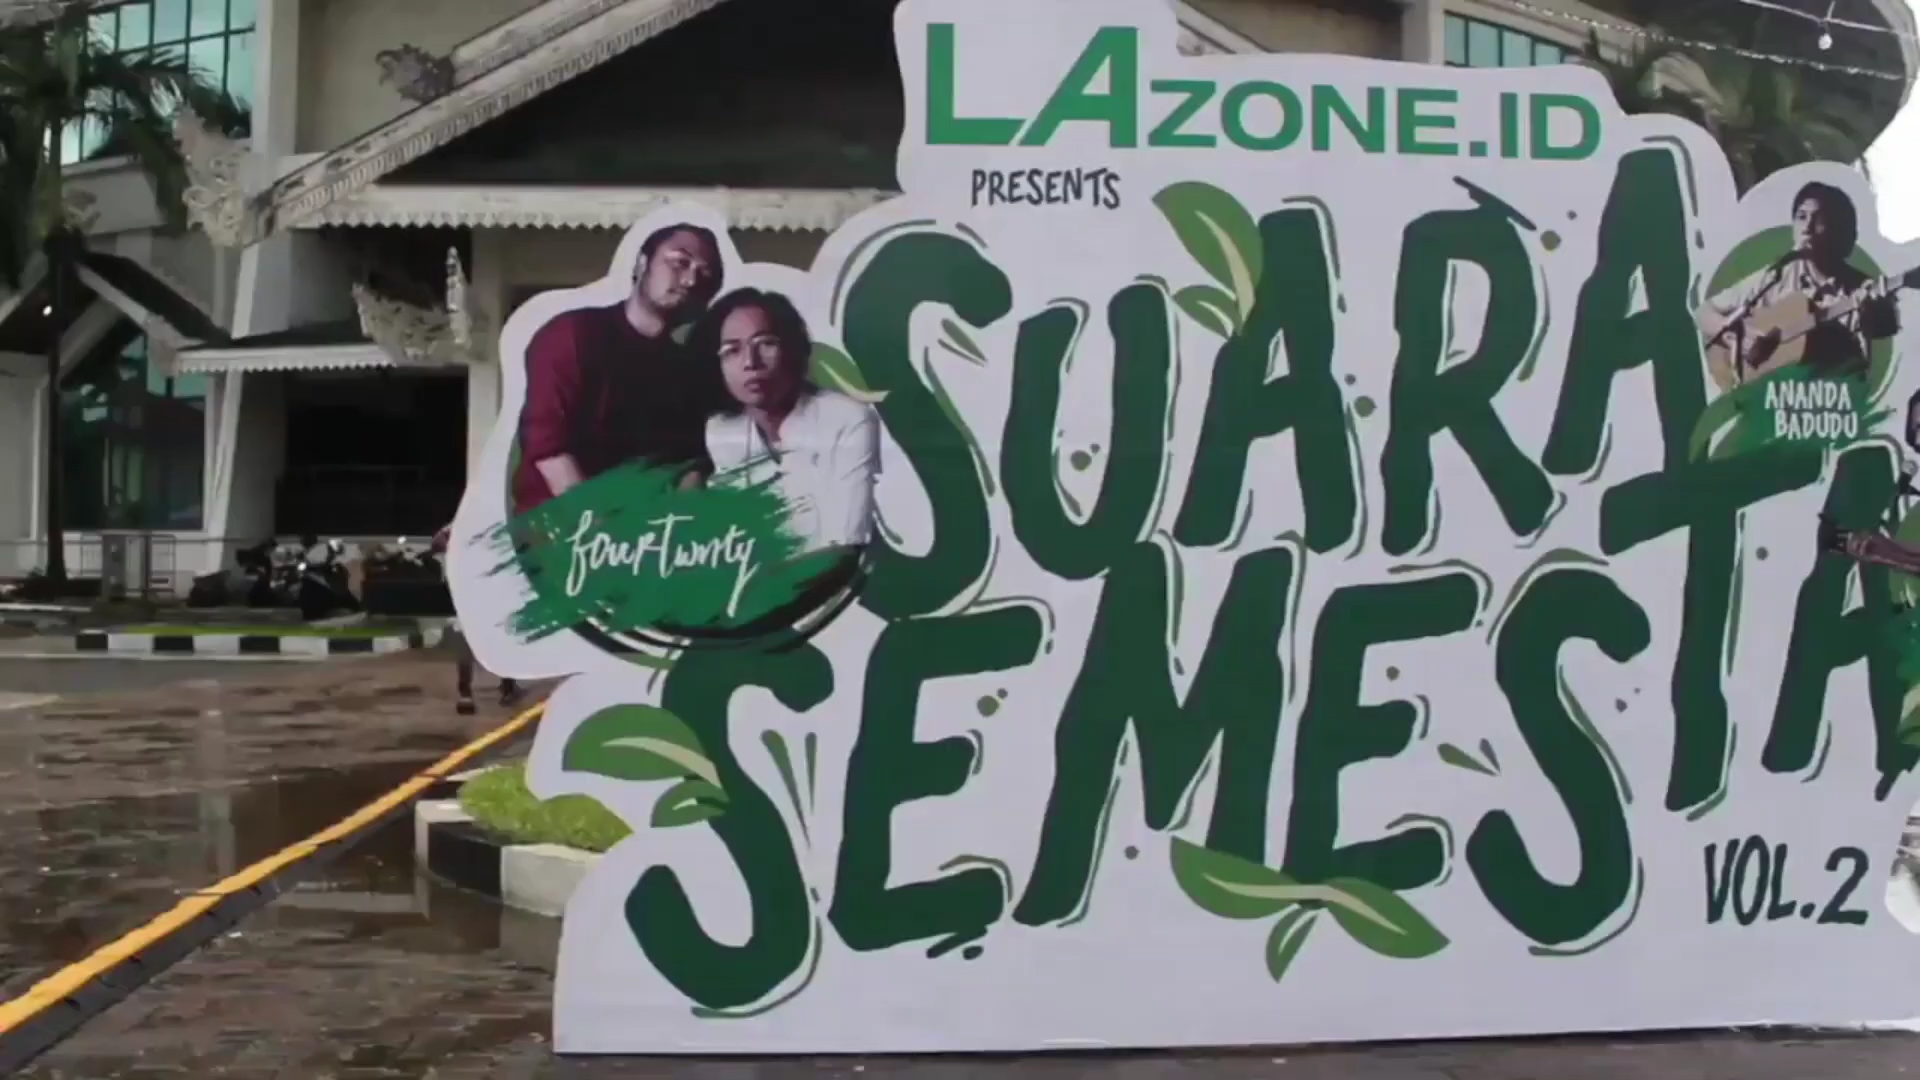 LAZONE.ID
PRESENTS
SUARA
SEMESTA
VOL.2
fourtwnty
ANANDA
BADUDU